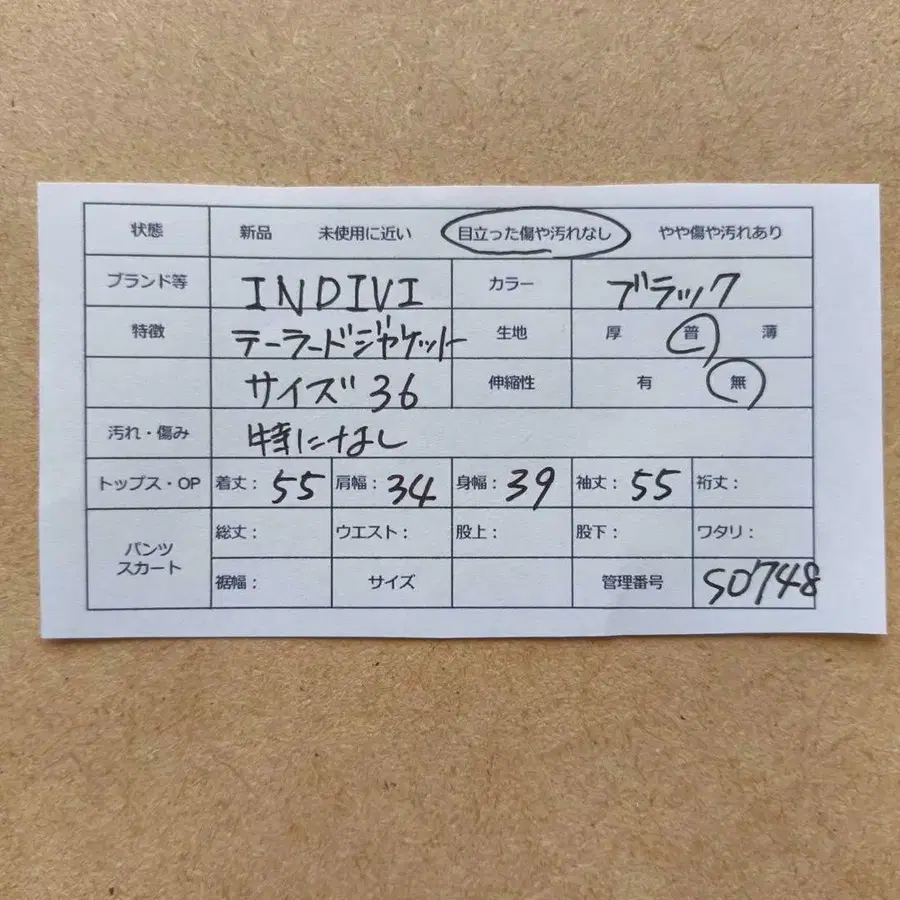 状態 新品 未使用に近い 目立った傷や汚れなし やや傷や汚れあり
ブランド等 INDIVI カラー ブラック
特徴 テーラードジャケット 生地 厚 普 薄
サイズ 36 伸縮性 有 無
汚れ・傷み 特になし
トップス・OP 着丈: 55 肩幅: 34 身幅: 39 袖丈: 55 裄丈:
パンツ
スカート
総丈: ウエスト: 股上: 股下: ワタリ:
裾幅: サイズ 管理番号 S0748